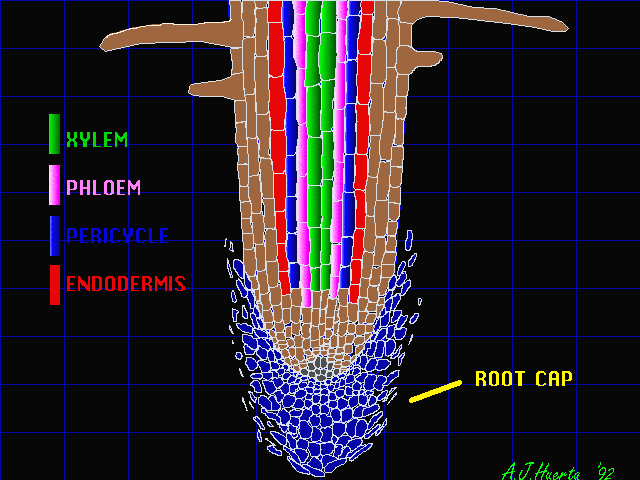 XYLEM
PHLOEM
PERICYCLE
ENDODERMIS
ROOT CAP
A.J.Huerta '92